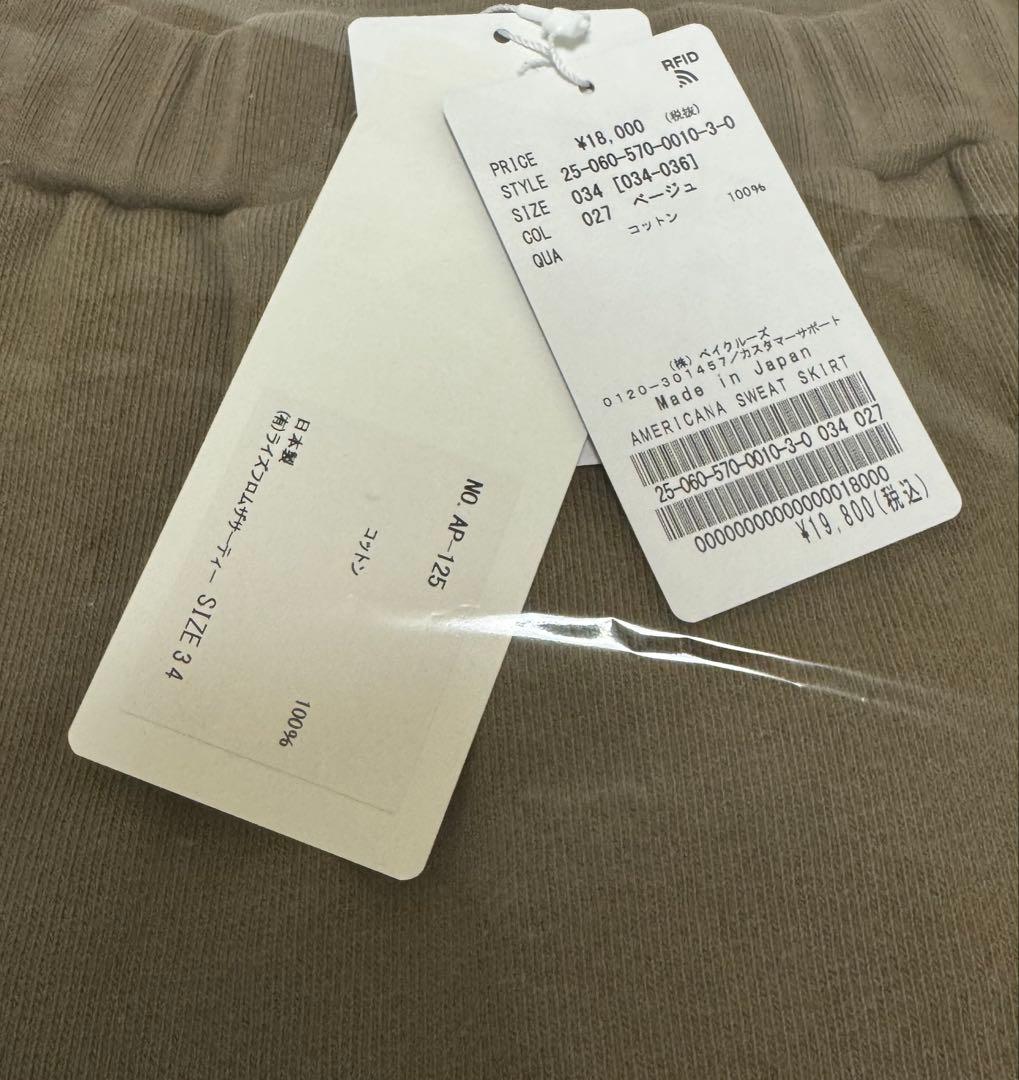 RFID
PRICE ¥18,000 (税抜)
STYLE 25-060-570-0010-3-0
SIZE 034 [034-036]
COL 027 ベージュ
QUA コットン 100%
(株) ベイクルーズ
0120-301457/カスタマーサポート
Made in Japan
AMERICANA SWEAT SKIRT
25-060-570-0010-3-0 034 027
0000000000000018000
¥19,800(税込)
NO. AP-125
コットン 100%
日本製
(有)ライズフロムザサーティー SIZE 34